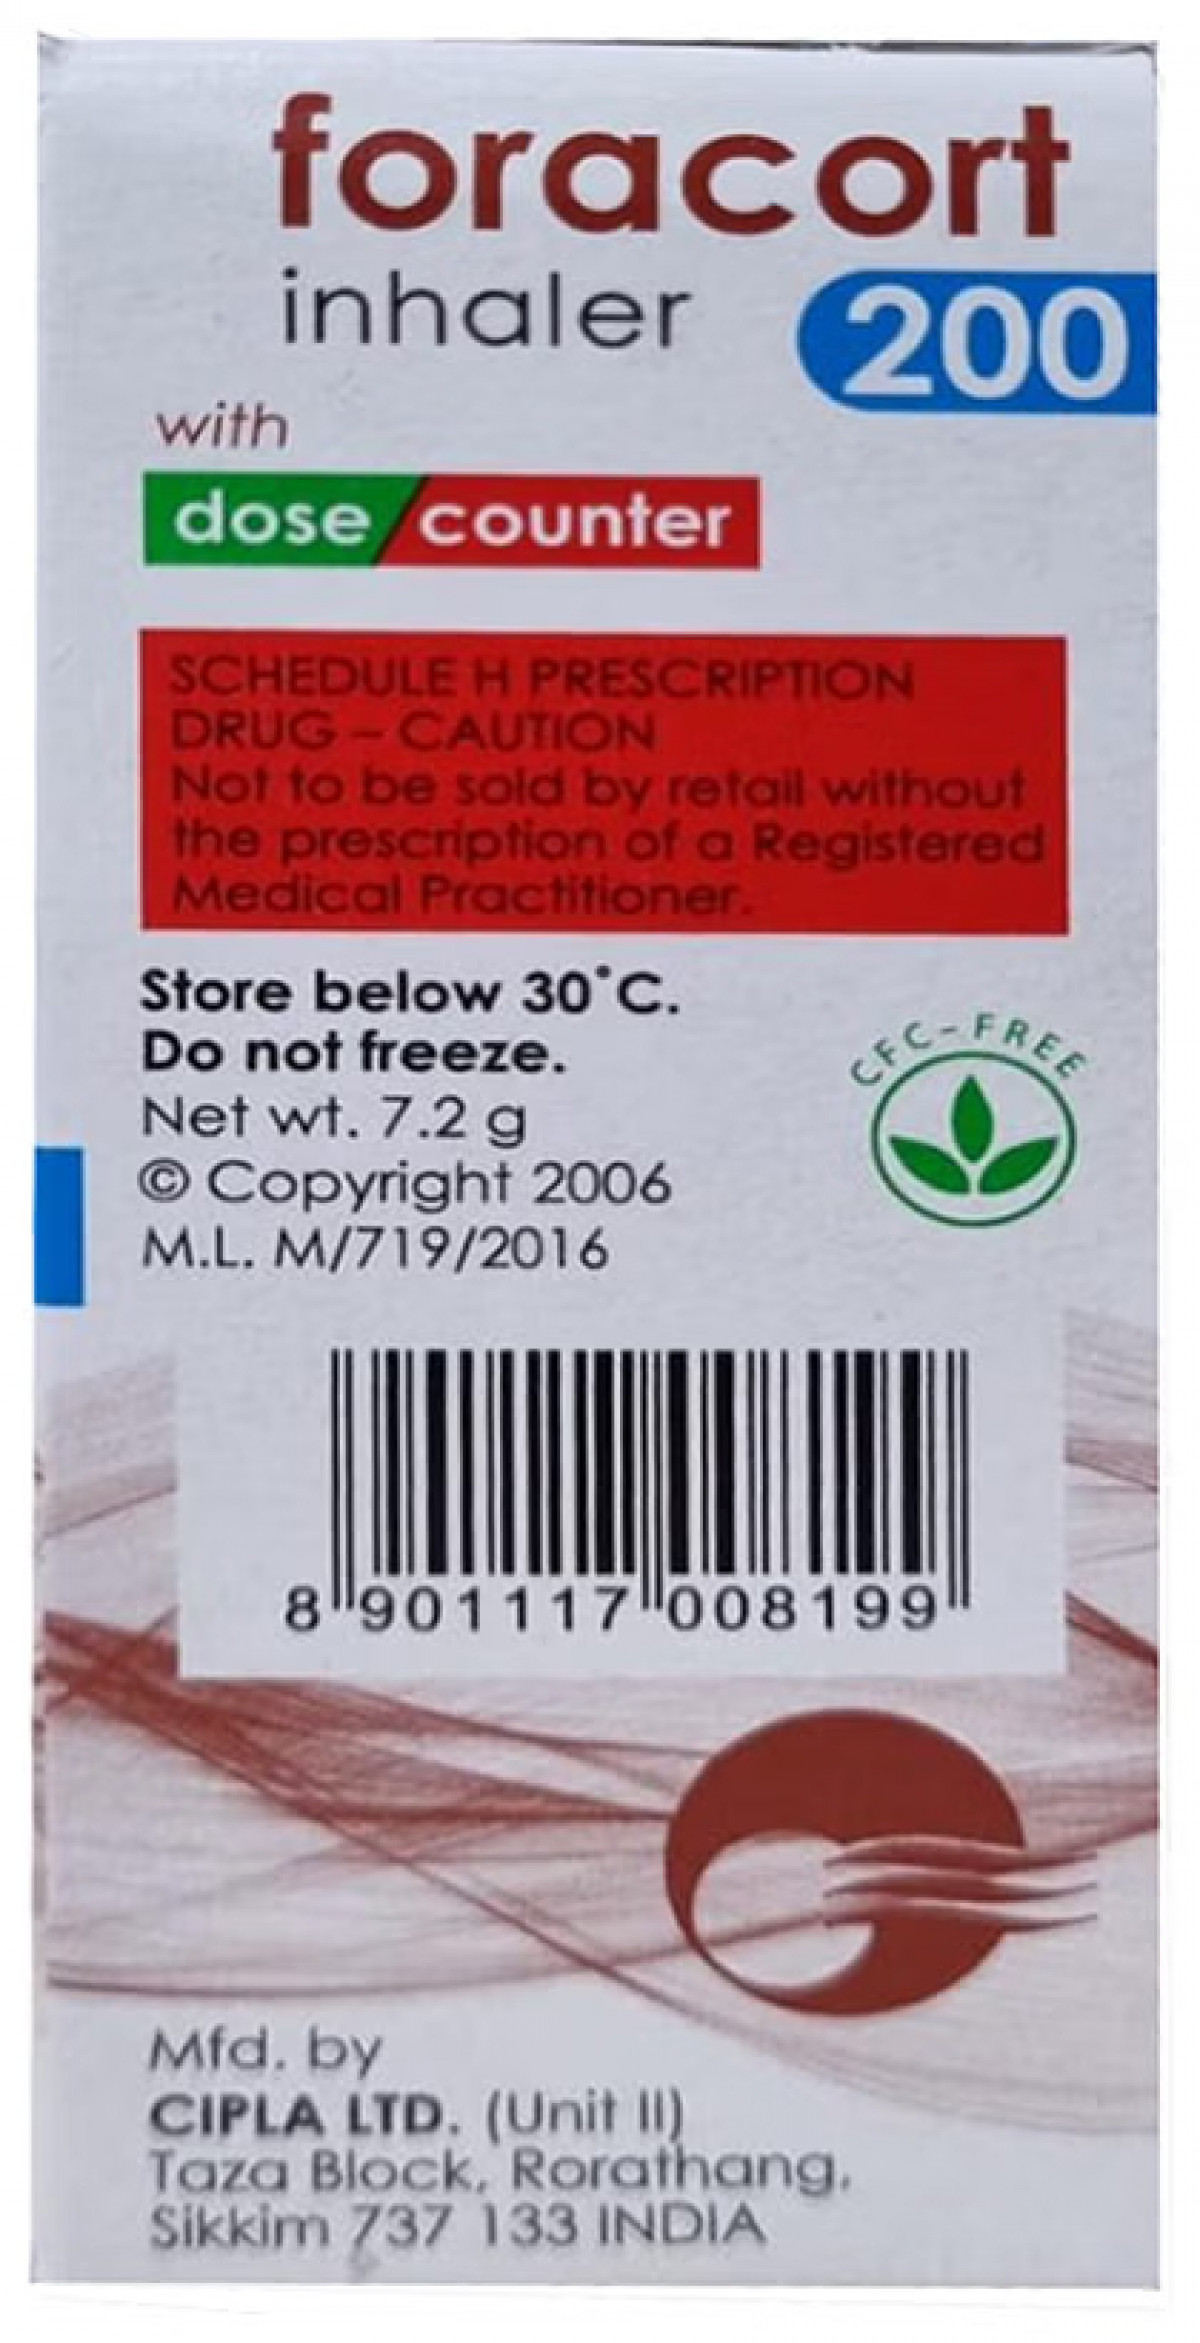 foracort
inhaler 200
with
dose counter
SCHEDULE H PRESCRIPTION
DRUG – CAUTION
Not to be sold by retail without
the prescription of a Registered
Medical Practitioner.
Store below 30°C.
Do not freeze.
CFC-FREE
Net wt. 7.2 g
© Copyright 2006
M.L. M/719/2016
8 901117 008199
Mfd. by
CIPLA LTD. (Unit II)
Taza Block, Rorathang,
Sikkim 737 133 INDIA